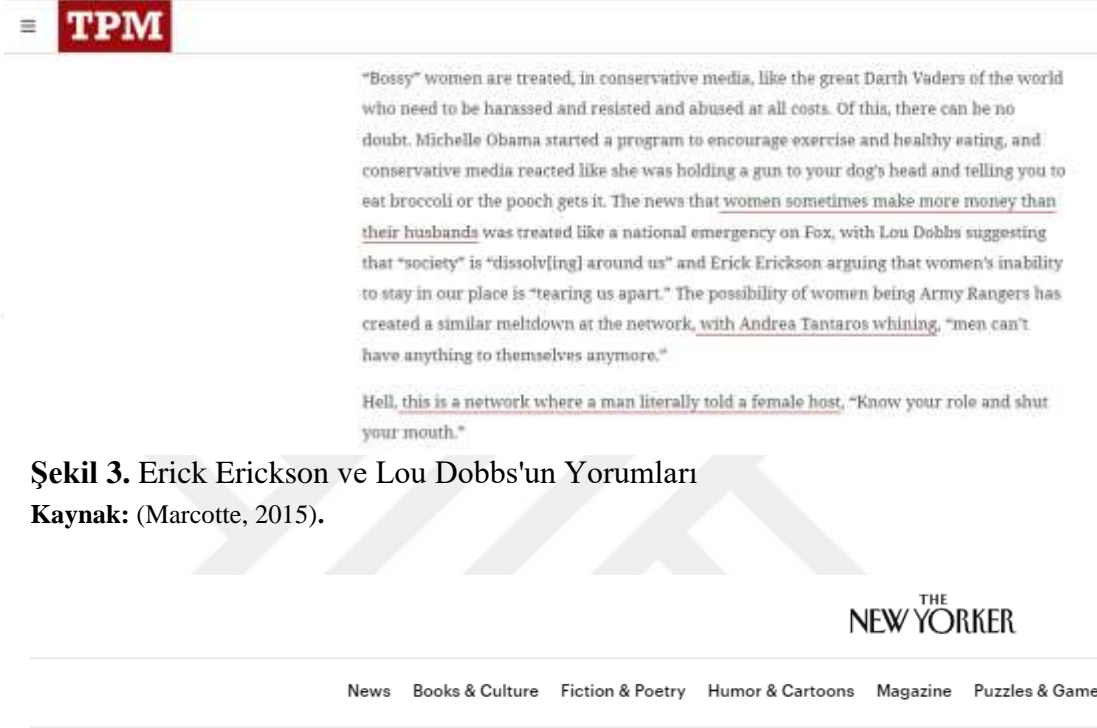 ≡ TPM
“Bossy” women are treated, in conservative media, like the great Darth Vaders of the world
who need to be harassed and resisted and abused at all costs. Of this, there can be no
doubt. Michelle Obama started a program to encourage exercise and healthy eating, and
conservative media reacted like she was holding a gun to your dog’s head and telling you to
eat broccoli or the pooch gets it. The news that women sometimes make more money than
their husbands was treated like a national emergency on Fox, with Lou Dobbs suggesting
that “society” is “dissolv[ing] around us” and Erick Erickson arguing that women’s inability
to stay in our place is “tearing us apart.” The possibility of women being Army Rangers has
created a similar meltdown at the network, with Andrea Tantaros whining, “men can’t
have anything to themselves anymore.”
Hell, this is a network where a man literally told a female host, “Know your role and shut
your mouth.”
Şekil 3. Erick Erickson ve Lou Dobbs'un Yorumları
Kaynak: (Marcotte, 2015).
THE
NEW YORKER
News Books & Culture Fiction & Poetry Humor & Cartoons Magazine Puzzles & Game